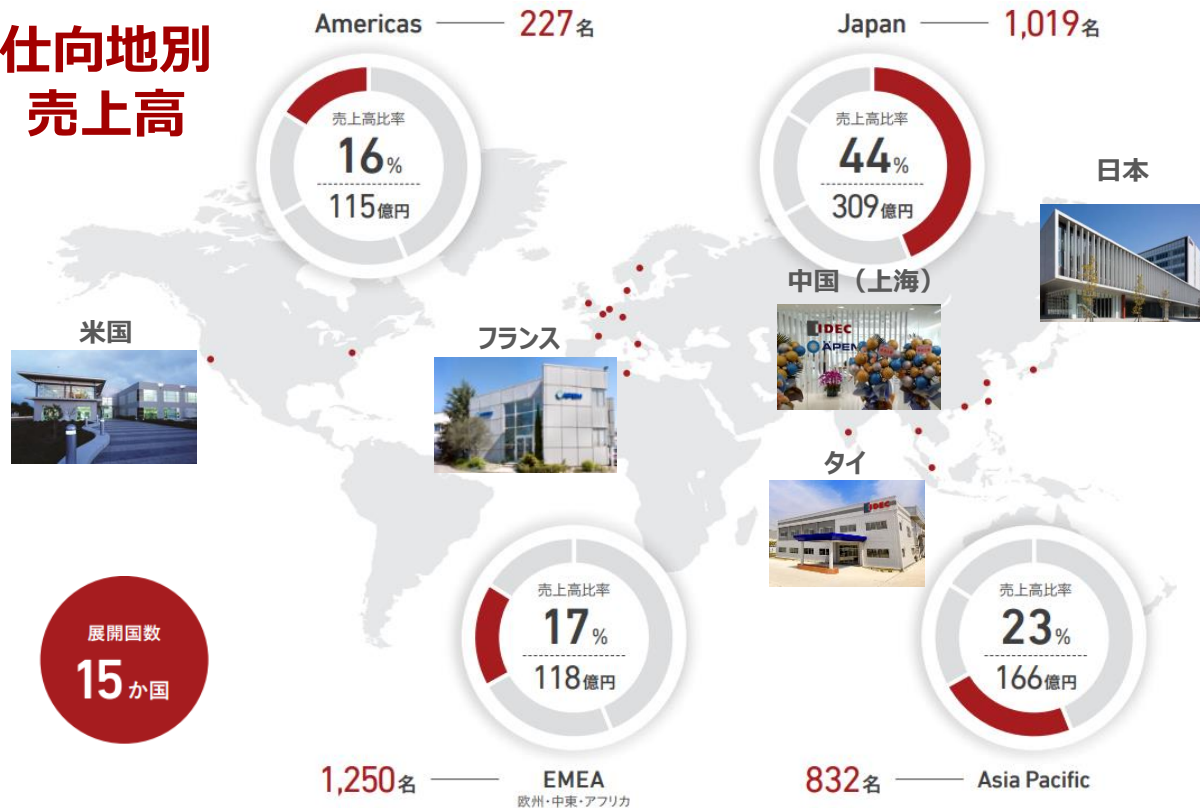 仕向地別
売上高
Americas
227名
売上高比率
16%
115億円
Japan
1,019名
売上高比率
44%
309億円
日本
中国（上海）
IDEC
APEM
米国
フランス
APEM
タイ
IDEC
展開国数
15か国
売上高比率
17%
118億円
1,250名
EMEA
欧州・中東・アフリカ
売上高比率
23%
166億円
832名
Asia Pacific